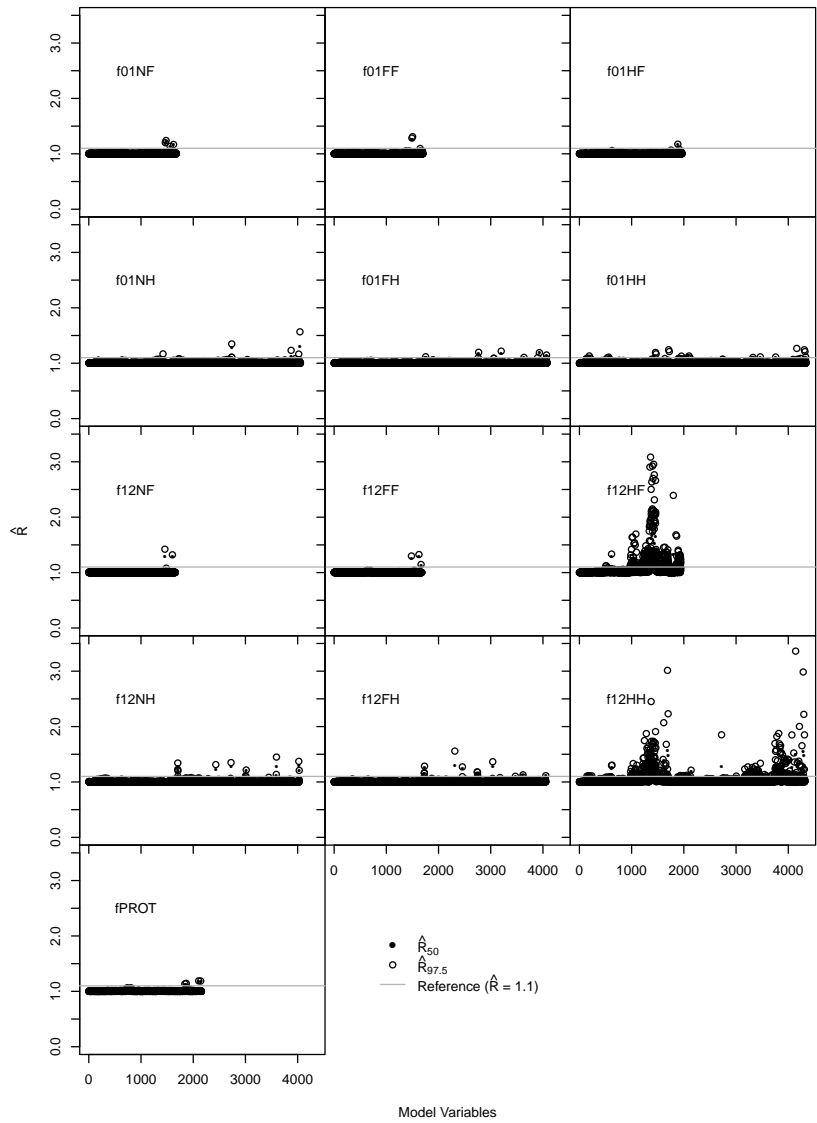 f01NF f01FF f01HF
0.0 1.0 2.0 3.0
f01NH f01FH f01HH
0.0 1.0 2.0 3.0
f12NF f12FF f12HF
0.0 1.0 2.0 3.0
R̂
f12NH f12FH f12HH
0.0 1.0 2.0 3.0
0 1000 2000 3000 4000 0 1000 2000 3000 4000
fPROT
0.0 1.0 2.0 3.0
R̂50
R̂97.5
Reference (R̂ = 1.1)
0 1000 2000 3000 4000
Model Variables